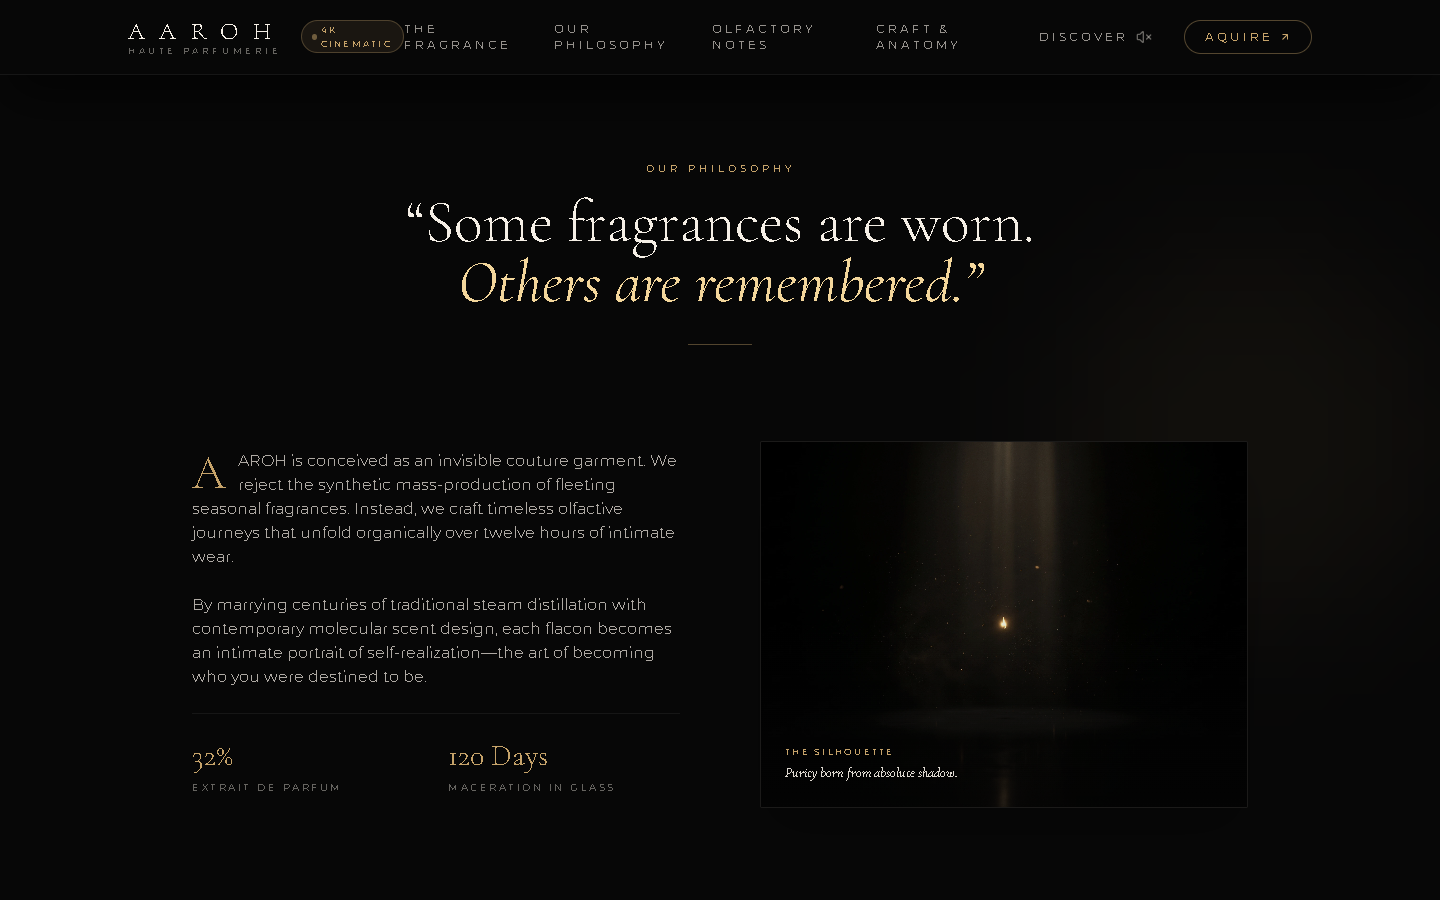 AAROH
HAUTE PARFUMERIE
4K
CINEMATIC
THE
FRAGRANCE
OUR
PHILOSOPHY
OLFACTORY
NOTES
CRAFT &
ANATOMY
DISCOVER
AQUIRE ↗
OUR PHILOSOPHY
“Some fragrances are worn.
Others are remembered.”
AAROH is conceived as an invisible couture garment. We
reject the synthetic mass-production of fleeting
seasonal fragrances. Instead, we craft timeless olfactive
journeys that unfold organically over twelve hours of intimate
wear.
By marrying centuries of traditional steam distillation with
contemporary molecular scent design, each flacon becomes
an intimate portrait of self-realization—the art of becoming
who you were destined to be.
32%
EXTRAIT DE PARFUM
120 Days
MACERATION IN GLASS
THE SILHOUETTE
Purity born from absolute shadow.